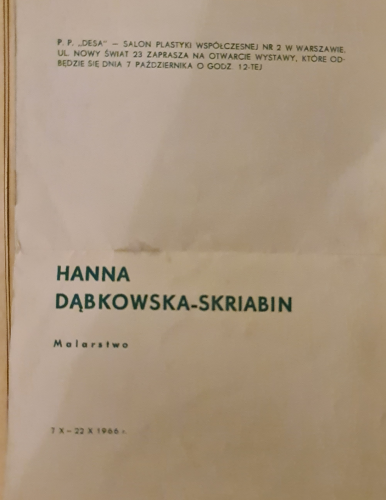 P. P. „DESA" — SALON PLASTYKI WSPÓŁCZESNEJ NR 2 W WARSZAWIE,
UL. NOWY ŚWIAT 23 ZAPRASZA NA OTWARCIE WYSTAWY, KTÓRE OD-
BĘDZIE SIĘ DNIA 7 PAŹDZIERNIKA O GODZ. 12-TEJ
HANNA
DĄBKOWSKA-SKRIABIN
Malarstwo
7 X — 22 X 1966 r.